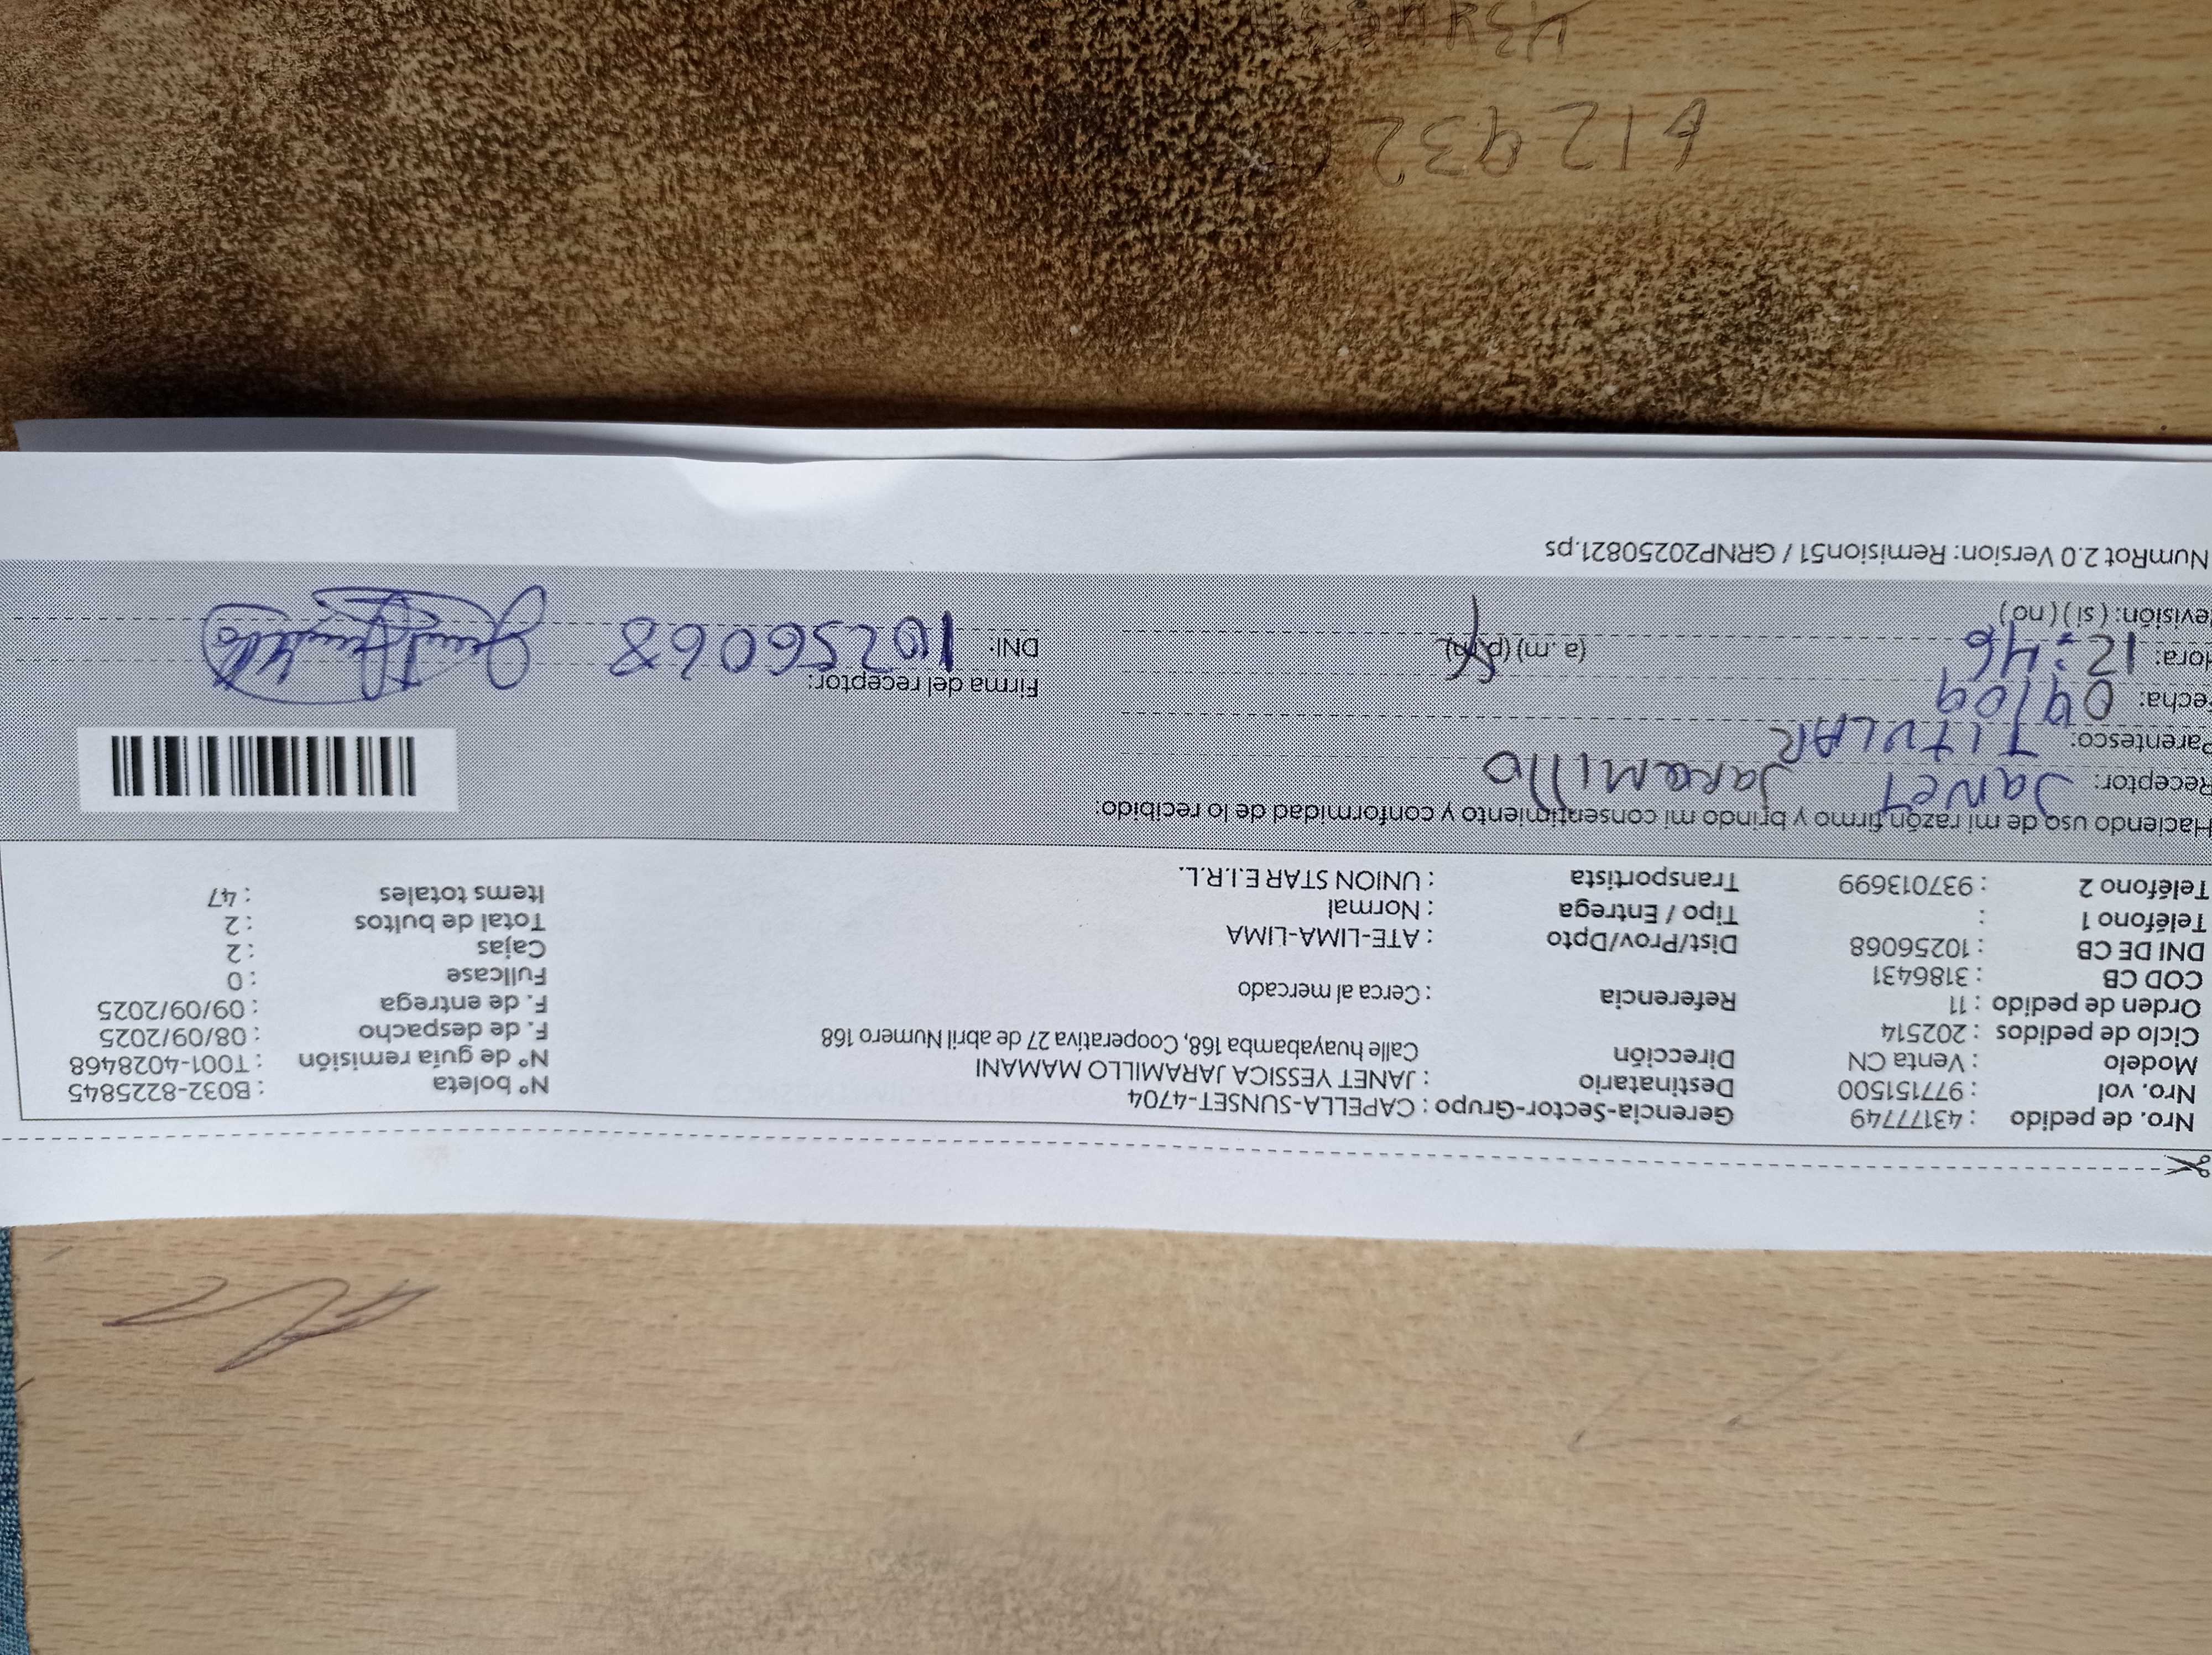 Nro. de pedido : 43177749 Gerencia-Sector-Grupo : CAPELLA-SUNSET-4704 N° boleta : B032-8225845
Nro. vol : 977151500 Destinatario : JANET YESSICA JARAMILLO MAMANI N° de guía remisión : T001-4028468
Modelo : Venta CN Dirección Calle huayabamba 168, Cooperativa 27 de abril Numero 168 F. de despacho : 08/09/2025
Ciclo de pedidos : 202514 F. de entrega : 09/09/2025
Orden de pedido : 11 Referencia : Cerca al mercado Fullcase : 0
COD CB : 3186431 Cajas : 2
DNI DE CB : 10256068 Dist/Prov/Dpto : ATE-LIMA-LIMA Total de bultos : 2
Teléfono 1 : Tipo / Entrega : Normal Items totales : 47
Teléfono 2 : 937013699 Transportista : UNION STAR E.I.R.L.
Haciendo uso de mi razón firmo y brindo mi consentimiento y conformidad de lo recibido:
Receptor: Janet Jaramillo
Parentesco: TITULAR
Fecha: 09/09 Firma del receptor:
Hora: 12:46 (a.m) (p.m) DNI: 10256068
evisión: (si) (no)
NumRot 2.0 Version: Remision51 / GRNP20250821.ps
612932